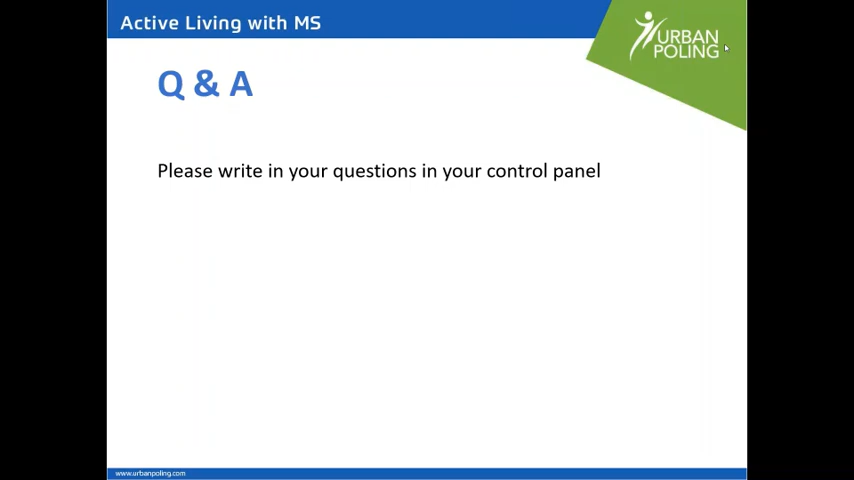 Active Living with MS
URBAN
POLING
Q & A
Please write in your questions in your control panel
www.urbanpoling.com